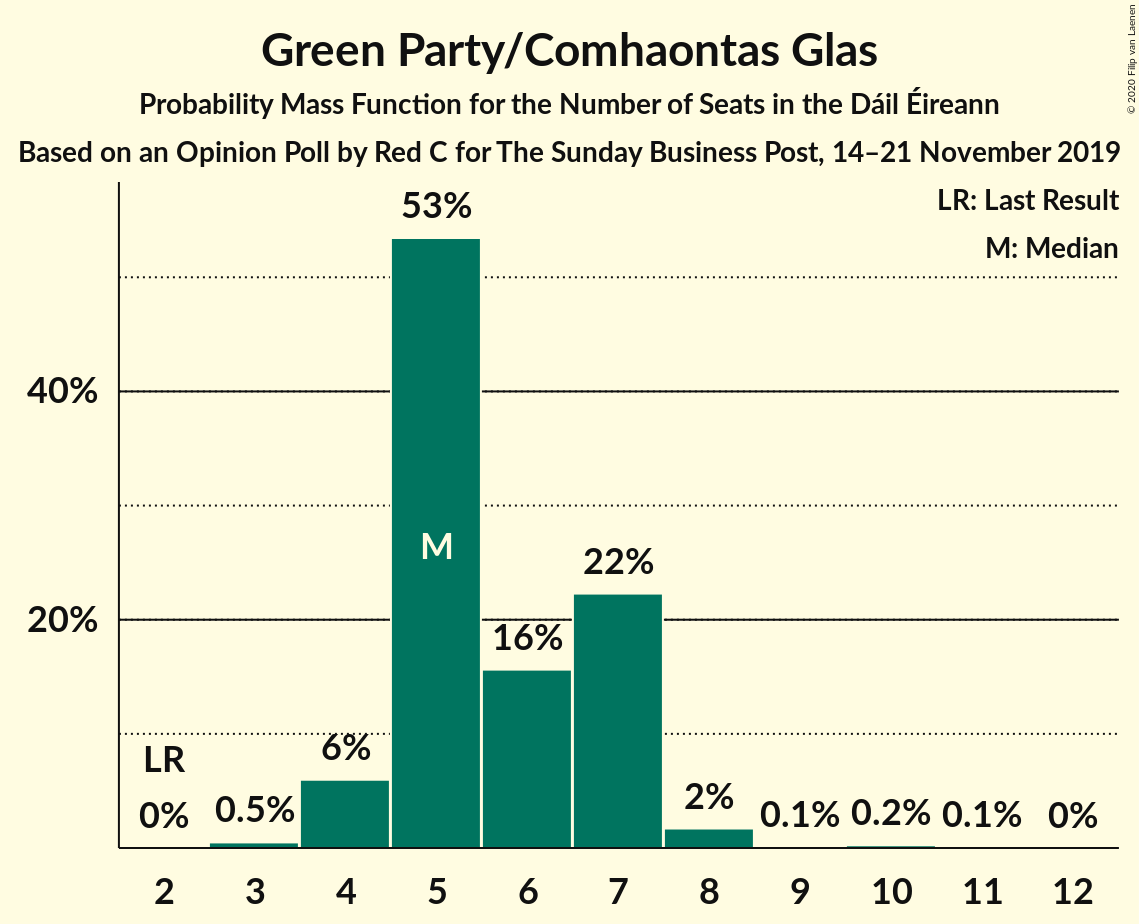 © 2020 Filip van Laenen
Green Party/Comhaontas Glas
Probability Mass Function for the Number of Seats in the Dáil Éireann
Based on an Opinion Poll by Red C for The Sunday Business Post, 14–21 November 2019
LR: Last Result
M: Median
53%
40%
M
22%
20%
16%
LR
6%
0%
0.5%
2%
0.1%
0.2%
0.1%
0%
2 3 4 5 6 7 8 9 10 11 12